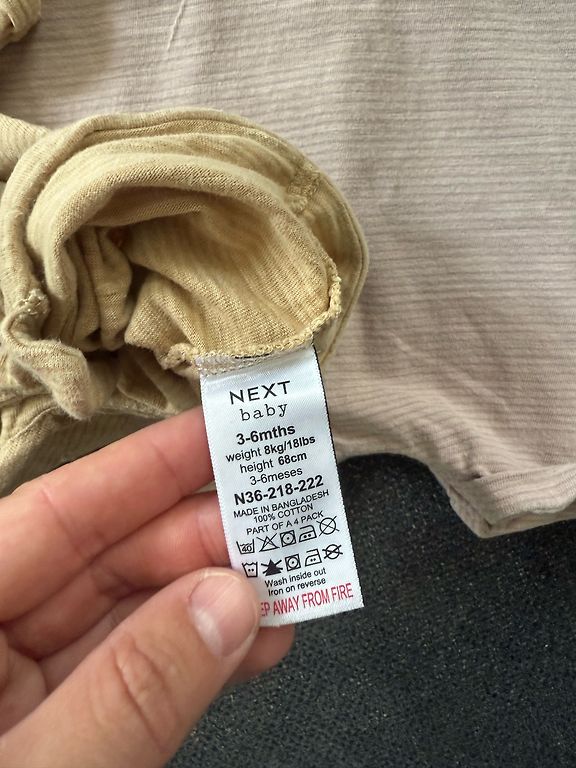 NEXT
baby
3-6mths
weight 8kg/18lbs
height 68cm
3-6meses
N36-218-222
MADE IN BANGLADESH
100% COTTON
PART OF A 4 PACK
40
Wash inside out
Iron on reverse
EP AWAY FROM FIRE